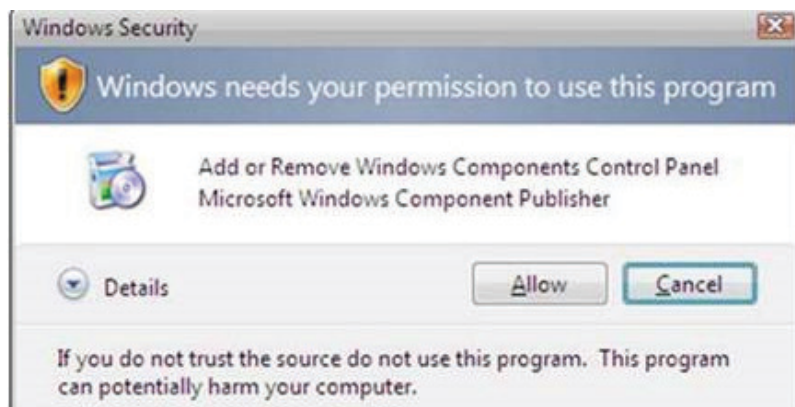 Windows Security
Windows needs your permission to use this program
Add or Remove Windows Components Control Panel
Microsoft Windows Component Publisher
Details
Allow
Cancel
If you do not trust the source do not use this program. This program
can potentially harm your computer.